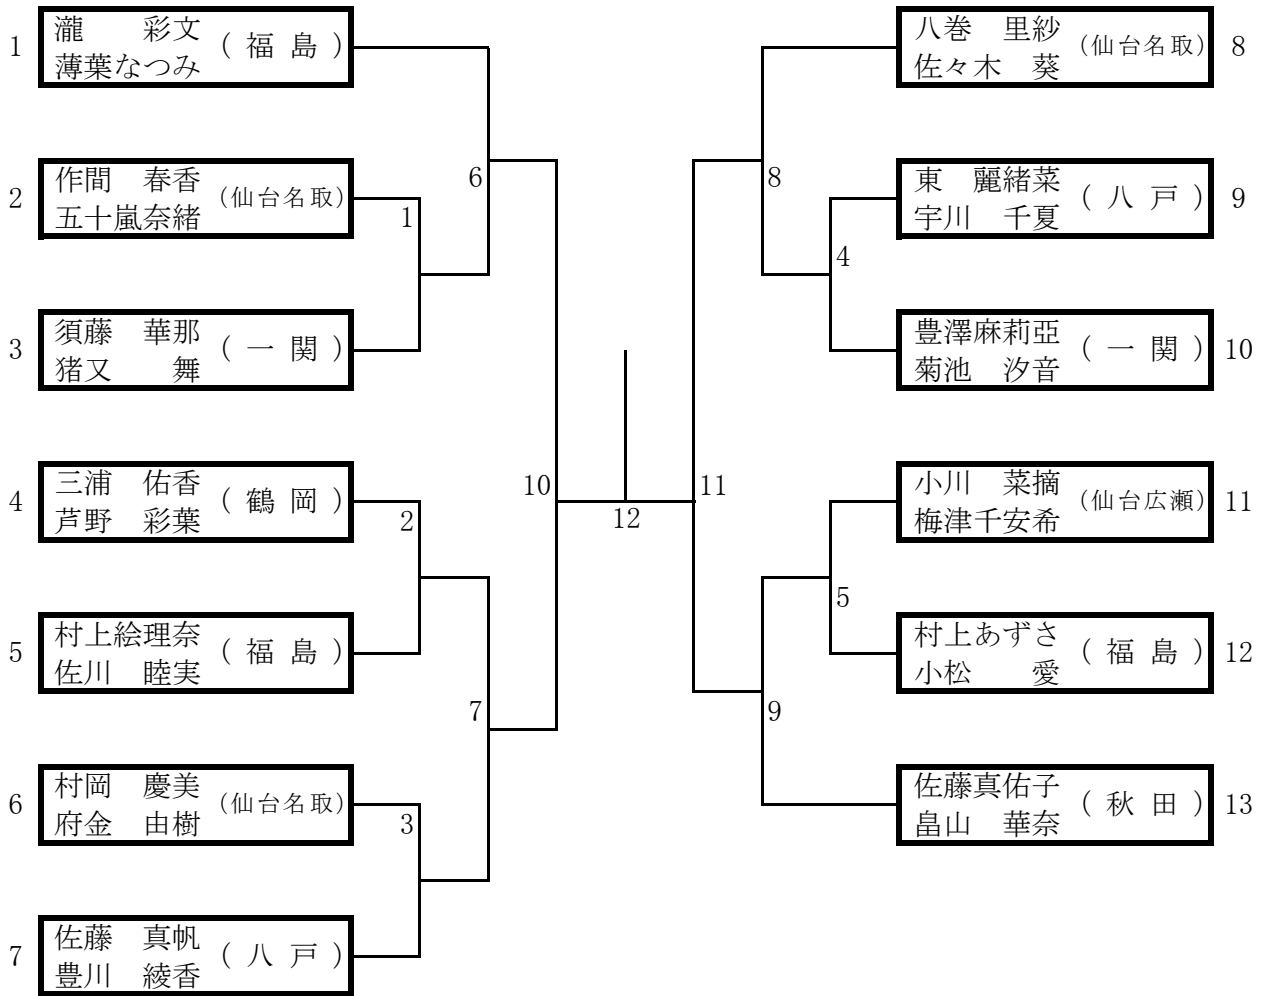 1 瀧　　彩文 (福島)
薄葉なつみ
2 作間　春香 (仙台名取)
五十嵐奈緒
3 須藤　華那 (一関)
猪又　　舞
4 三浦　佑香 (鶴岡)
芦野　彩葉
5 村上絵理奈 (福島)
佐川　睦実
6 村岡　慶美 (仙台名取)
府金　由樹
7 佐藤　真帆 (八戸)
豊川　綾香
1
2
3
6
7
10
12
11
8
9
4
5
八巻　里紗 (仙台名取) 8
佐々木　葵
東　麗緒菜 (八戸) 9
宇川　千夏
豊澤麻莉亞 (一関) 10
菊池　汐音
小川　菜摘 (仙台広瀬) 11
梅津千安希
村上あずさ (福島) 12
小松　　愛
佐藤真佑子 (秋田) 13
畠山　華奈